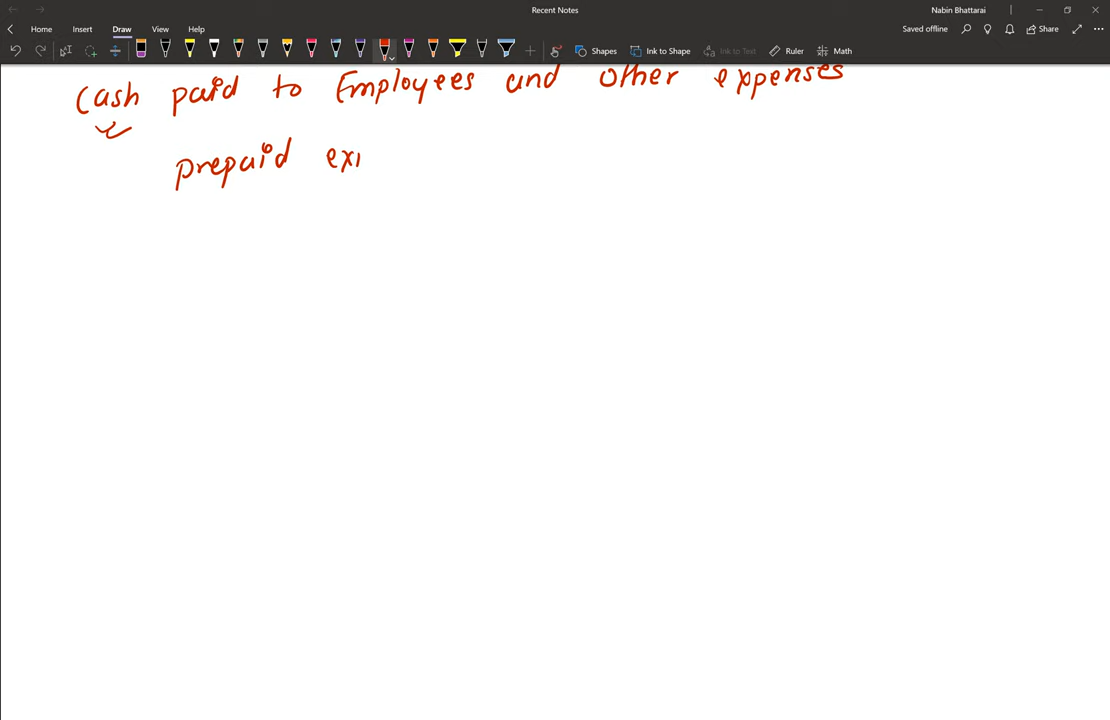 Recent Notes
Nabin Bhattarai
Home Insert Draw View Help
Saved offline
Share
Shapes
Ink to Shape
Ink to Text
Ruler
Math
Cash paid to Employees and other expenses
prepaid